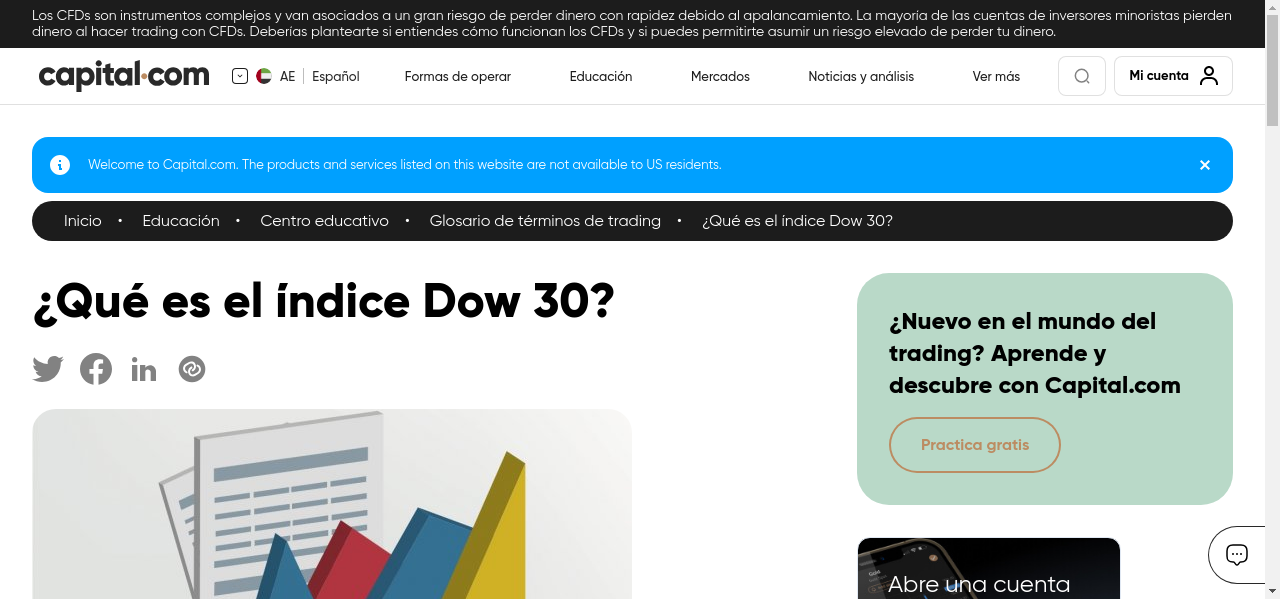 Los CFDs son instrumentos complejos y van asociados a un gran riesgo de perder dinero con rapidez debido al apalancamiento. La mayoría de las cuentas de inversores minoristas pierden
dinero al hacer trading con CFDs. Deberías plantearte si entiendes cómo funcionan los CFDs y si puedes permitirte asumir un riesgo elevado de perder tu dinero.
capital.com
AE
Español
Formas de operar
Educación
Mercados
Noticias y análisis
Ver más
Mi cuenta
Welcome to Capital.com. The products and services listed on this website are not available to US residents.
Inicio • Educación • Centro educativo • Glosario de términos de trading • ¿Qué es el índice Dow 30?
¿Qué es el índice Dow 30?
¿Nuevo en el mundo del
trading? Aprende y
descubre con Capital.com
Practica gratis
Abre una cuenta